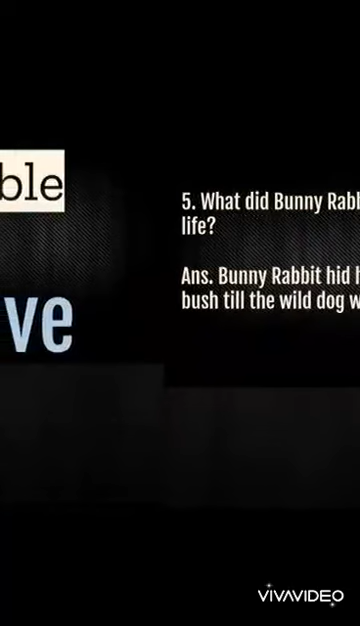 ble
ve
5. What did Bunny Rabb
life?
Ans. Bunny Rabbit hid h
bush till the wild dog w
VIVAVIDEO